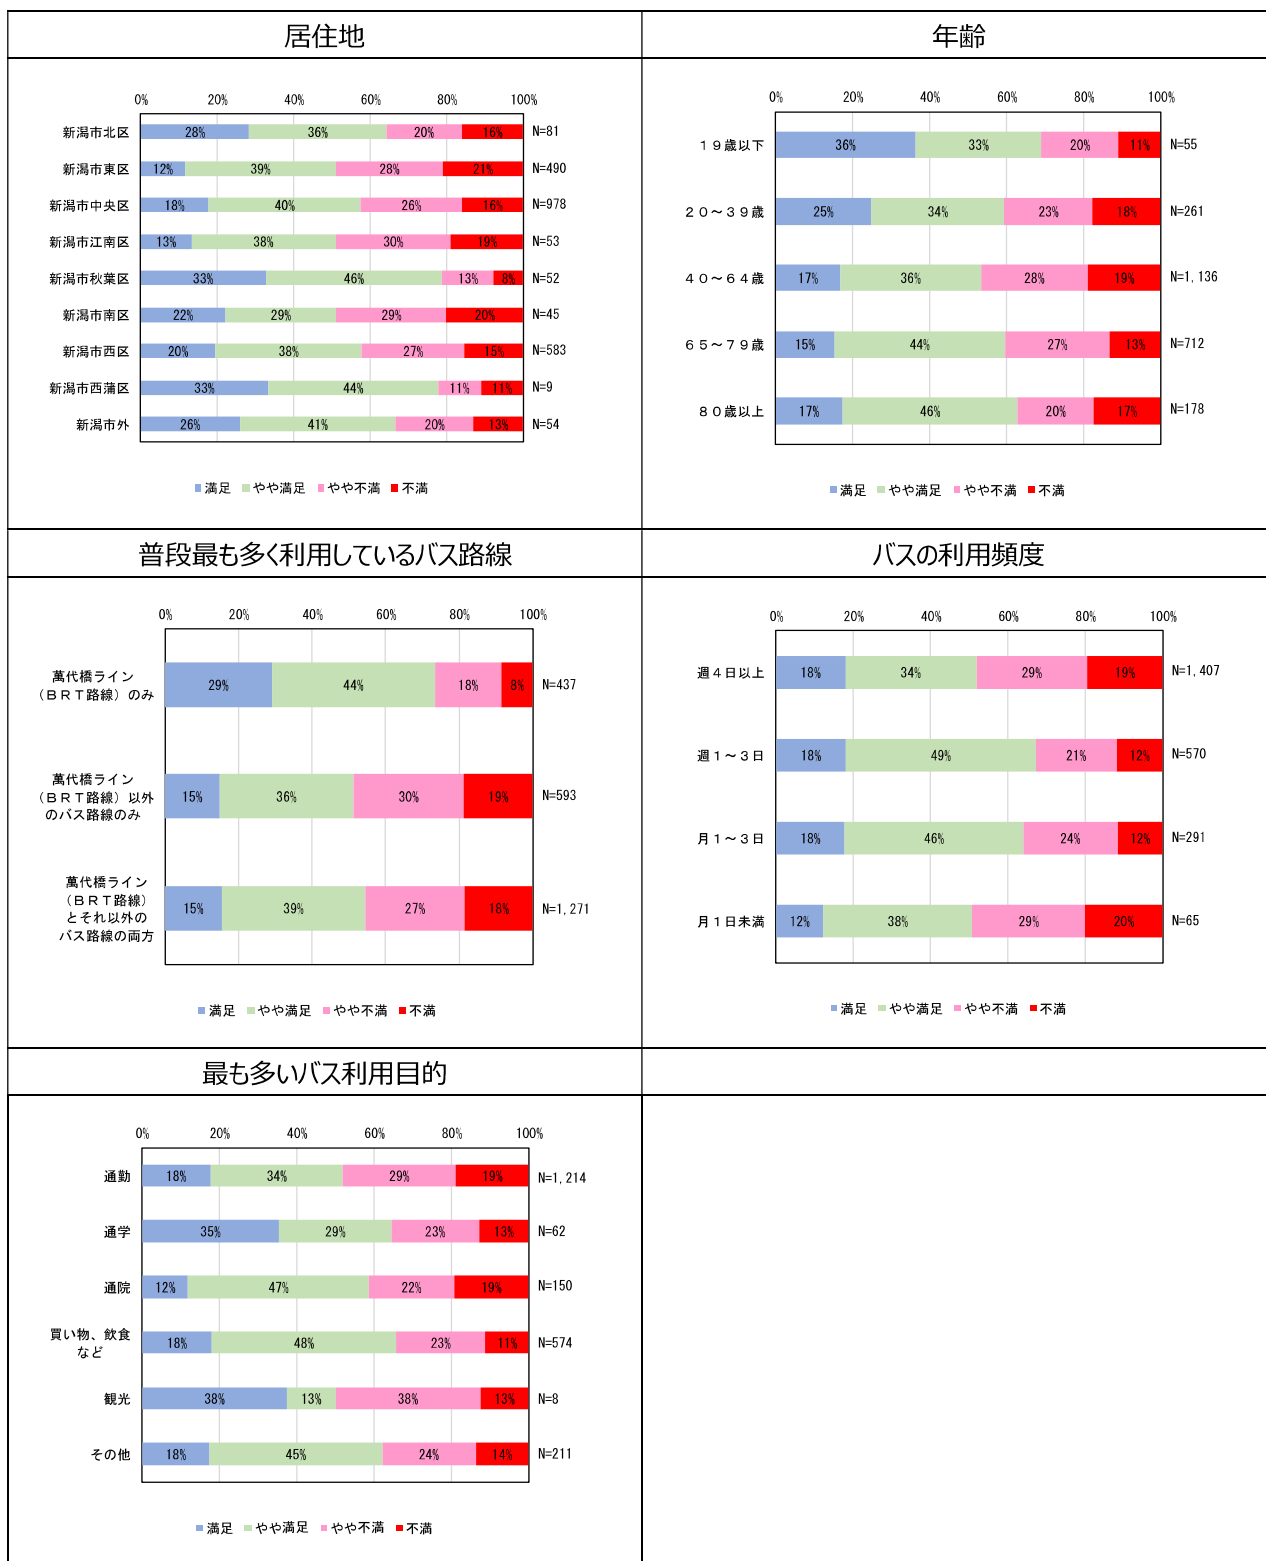 居住地
0% 20% 40% 60% 80% 100%
新潟市北区 28% 36% 20% 16% N=81
新潟市東区 12% 39% 28% 21% N=490
新潟市中央区 18% 40% 26% 16% N=978
新潟市江南区 13% 38% 30% 19% N=53
新潟市秋葉区 33% 46% 13% 8% N=52
新潟市南区 22% 29% 29% 20% N=45
新潟市西区 20% 38% 27% 15% N=583
新潟市西蒲区 33% 44% 11% 11% N=9
新潟市外 26% 41% 20% 13% N=54
満足 やや満足 やや不満 不満
年齢
0% 20% 40% 60% 80% 100%
１９歳以下 36% 33% 20% 11% N=55
２０～３９歳 25% 34% 23% 18% N=261
４０～６４歳 17% 36% 28% 19% N=1,136
６５～７９歳 15% 44% 27% 13% N=712
８０歳以上 17% 46% 20% 17% N=178
満足 やや満足 やや不満 不満
普段最も多く利用しているバス路線
0% 20% 40% 60% 80% 100%
萬代橋ライン
（ＢＲＴ路線）のみ
29% 44% 18% 8% N=437
萬代橋ライン
（ＢＲＴ路線）以外
のバス路線のみ
15% 36% 30% 19% N=593
萬代橋ライン
（ＢＲＴ路線）
とそれ以外の
バス路線の両方
15% 39% 27% 18% N=1,271
満足 やや満足 やや不満 不満
バスの利用頻度
0% 20% 40% 60% 80% 100%
週４日以上 18% 34% 29% 19% N=1,407
週１～３日 18% 49% 21% 12% N=570
月１～３日 18% 46% 24% 12% N=291
月１日未満 12% 38% 29% 20% N=65
満足 やや満足 やや不満 不満
最も多いバス利用目的
0% 20% 40% 60% 80% 100%
通勤 18% 34% 29% 19% N=1,214
通学 35% 29% 23% 13% N=62
通院 12% 47% 22% 19% N=150
買い物、飲食
など
18% 48% 23% 11% N=574
観光 38% 13% 38% 13% N=8
その他 18% 45% 24% 14% N=211
満足 やや満足 やや不満 不満